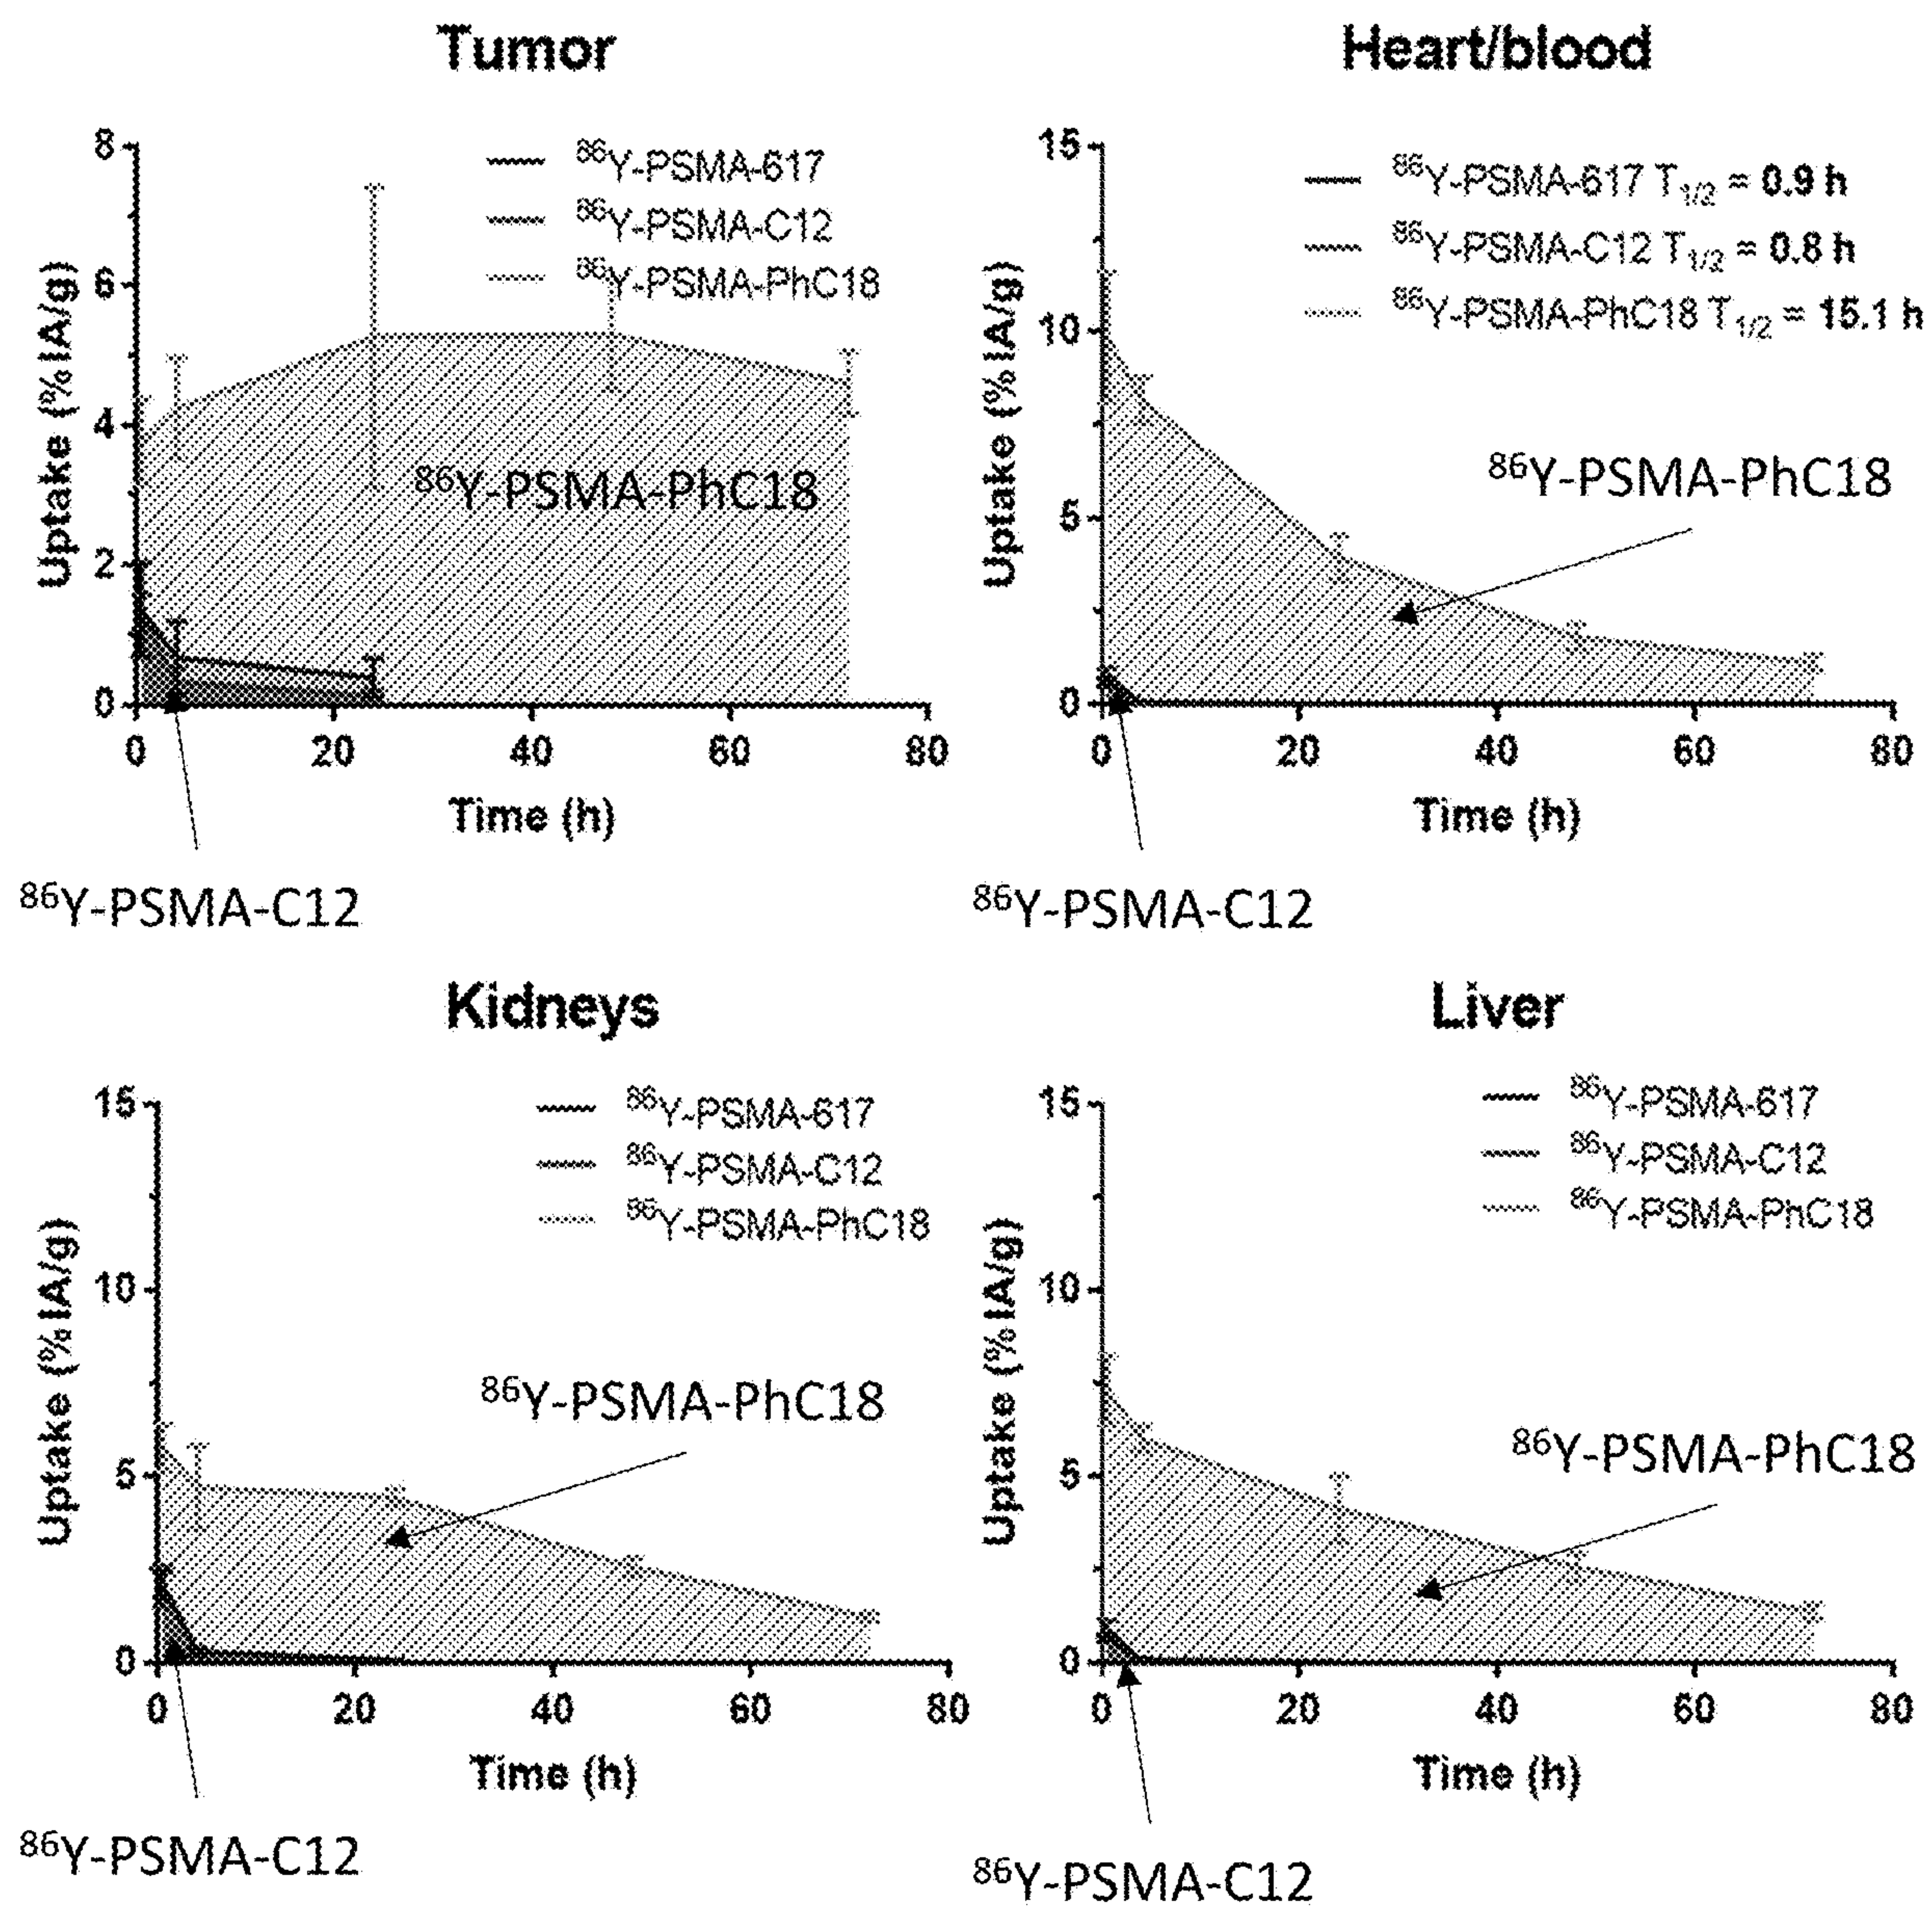 Tumor
8
6
4
2
0
Uptake (%IA/g)
⁸⁶Y-PSMA-617
⁸⁶Y-PSMA-C12
⁸⁶Y-PSMA-PhC18
⁸⁶Y-PSMA-PhC18
0 20 40 60 80
Time (h)
⁸⁶Y-PSMA-C12
Heart/blood
15
10
5
0
Uptake (%IA/g)
⁸⁶Y-PSMA-617 T₁/₂ = 0.9 h
⁸⁶Y-PSMA-C12 T₁/₂ = 0.8 h
⁸⁶Y-PSMA-PhC18 T₁/₂ = 15.1 h
⁸⁶Y-PSMA-PhC18
0 20 40 60 80
Time (h)
⁸⁶Y-PSMA-C12
Kidneys
15
10
5
0
Uptake (%IA/g)
⁸⁶Y-PSMA-617
⁸⁶Y-PSMA-C12
⁸⁶Y-PSMA-PhC18
⁸⁶Y-PSMA-PhC18
0 20 40 60 80
Time (h)
⁸⁶Y-PSMA-C12
Liver
15
10
5
0
Uptake (%IA/g)
⁸⁶Y-PSMA-617
⁸⁶Y-PSMA-C12
⁸⁶Y-PSMA-PhC18
⁸⁶Y-PSMA-PhC18
0 20 40 60 80
Time (h)
⁸⁶Y-PSMA-C12